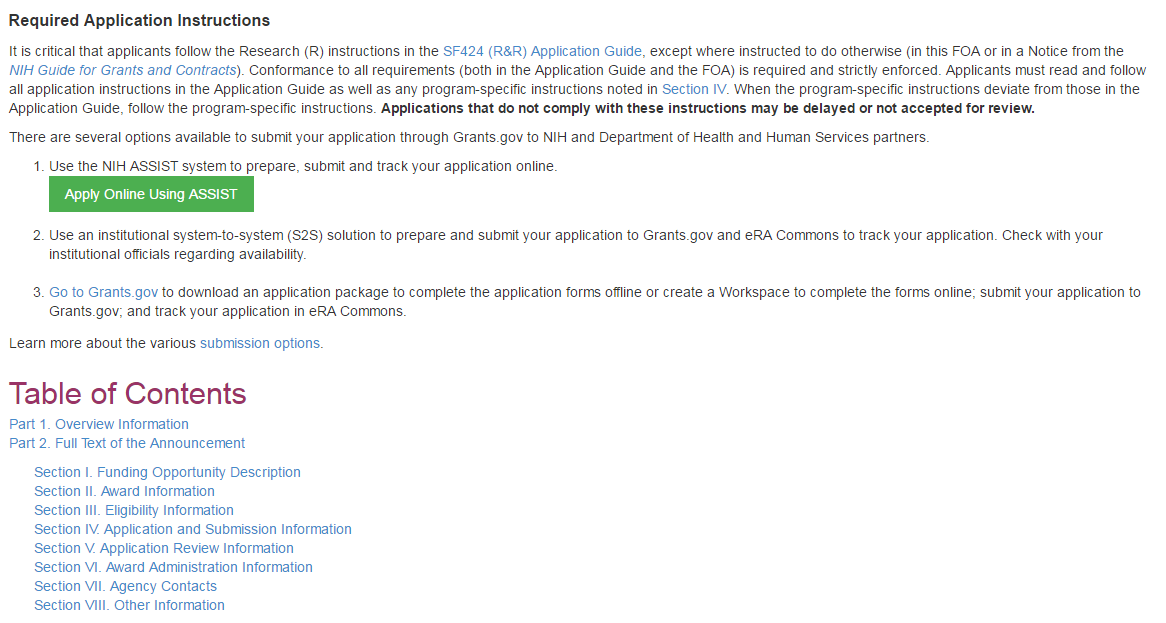 Required Application Instructions
It is critical that applicants follow the Research (R) instructions in the SF424 (R&R) Application Guide, except where instructed to do otherwise (in this FOA or in a Notice from the
NIH Guide for Grants and Contracts). Conformance to all requirements (both in the Application Guide and the FOA) is required and strictly enforced. Applicants must read and follow
all application instructions in the Application Guide as well as any program-specific instructions noted in Section IV. When the program-specific instructions deviate from those in the
Application Guide, follow the program-specific instructions. Applications that do not comply with these instructions may be delayed or not accepted for review.
There are several options available to submit your application through Grants.gov to NIH and Department of Health and Human Services partners.
1. Use the NIH ASSIST system to prepare, submit and track your application online.
Apply Online Using ASSIST
2. Use an institutional system-to-system (S2S) solution to prepare and submit your application to Grants.gov and eRA Commons to track your application. Check with your
institutional officials regarding availability.
3. Go to Grants.gov to download an application package to complete the application forms offline or create a Workspace to complete the forms online; submit your application to
Grants.gov; and track your application in eRA Commons.
Learn more about the various submission options.
Table of Contents
Part 1. Overview Information
Part 2. Full Text of the Announcement
Section I. Funding Opportunity Description
Section II. Award Information
Section III. Eligibility Information
Section IV. Application and Submission Information
Section V. Application Review Information
Section VI. Award Administration Information
Section VII. Agency Contacts
Section VIII. Other Information